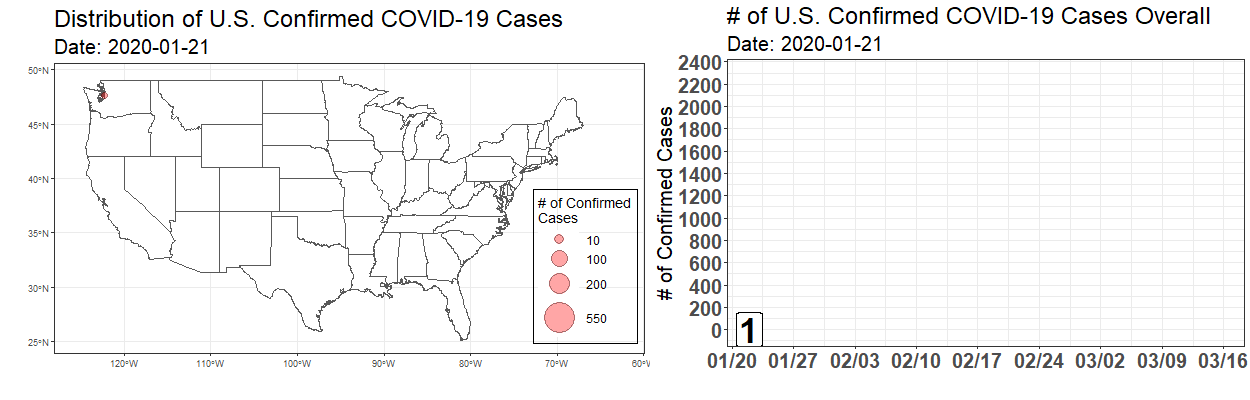 Distribution of U.S. Confirmed COVID-19 Cases
Date: 2020-01-21
50°N
45°N
40°N
35°N
30°N
25°N
120°W
110°W
100°W
90°W
80°W
70°W
60°W
# of Confirmed
Cases
10
100
200
550
# of U.S. Confirmed COVID-19 Cases Overall
Date: 2020-01-21
# of Confirmed Cases
2400
2200
2000
1800
1600
1400
1200
1000
800
600
400
200
0
1
01/20
01/27
02/03
02/10
02/17
02/24
03/02
03/09
03/16